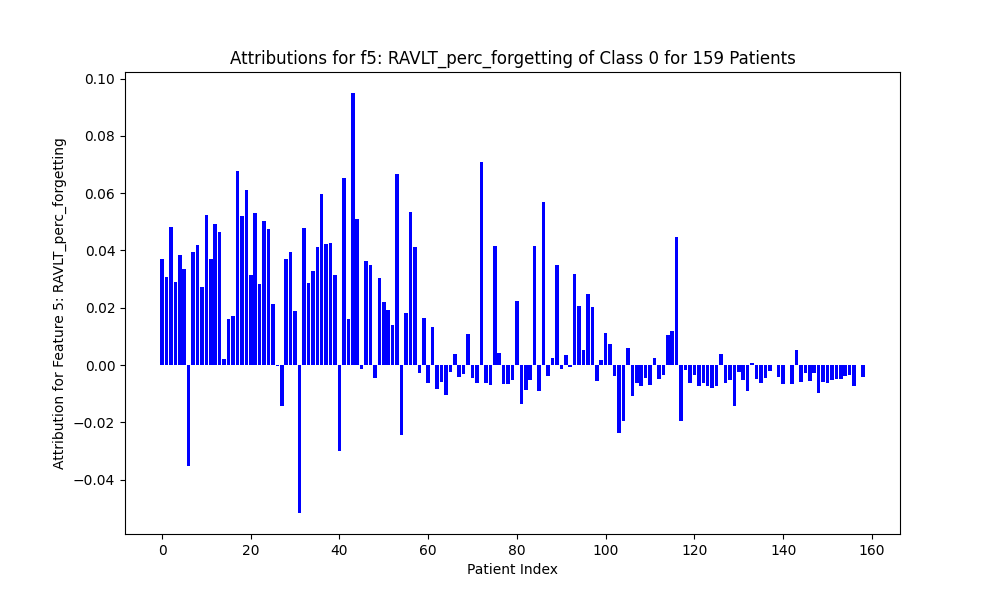 Attributions for f5: RAVLT_perc_forgetting of Class 0 for 159 Patients
Attribution for Feature 5: RAVLT_perc_forgetting
0.10
0.08
0.06
0.04
0.02
0.00
−0.02
−0.04
0 20 40 60 80 100 120 140 160
Patient Index